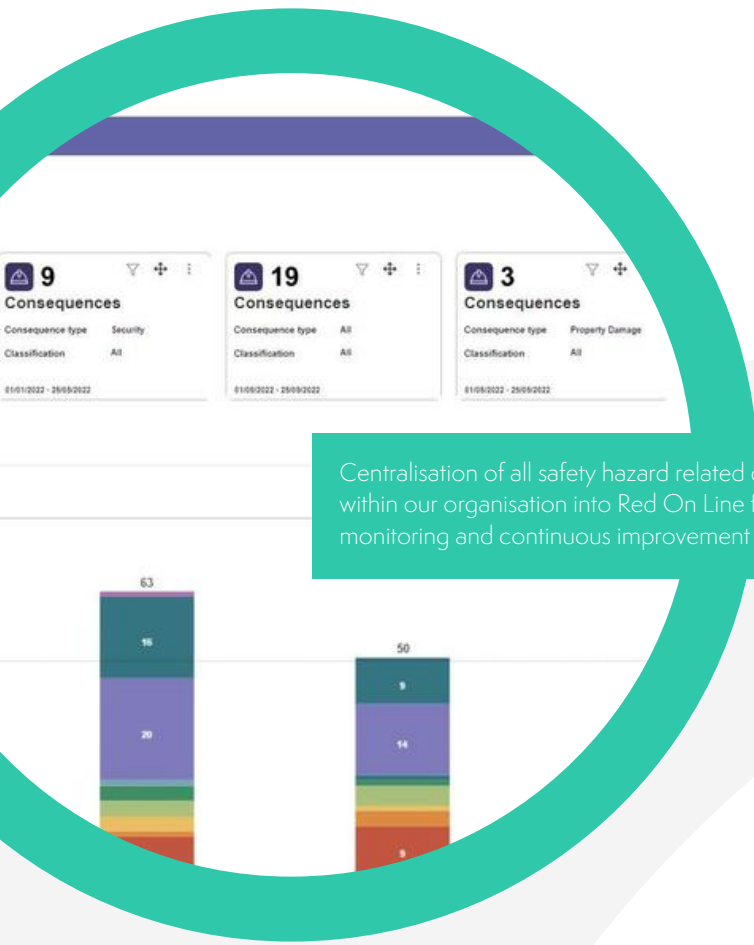 9
Consequences
Consequence type Security
Classification All
01/01/2022 - 25/05/2022
19
Consequences
Consequence type All
Classification All
01/05/2022 - 25/05/2022
3
Consequences
Consequence type Property Damage
Classification All
01/05/2022 - 25/05/2022
Centralisation of all safety hazard related
within our organisation into Red On Line
monitoring and continuous improvement
63
16
20
50
9
14
9